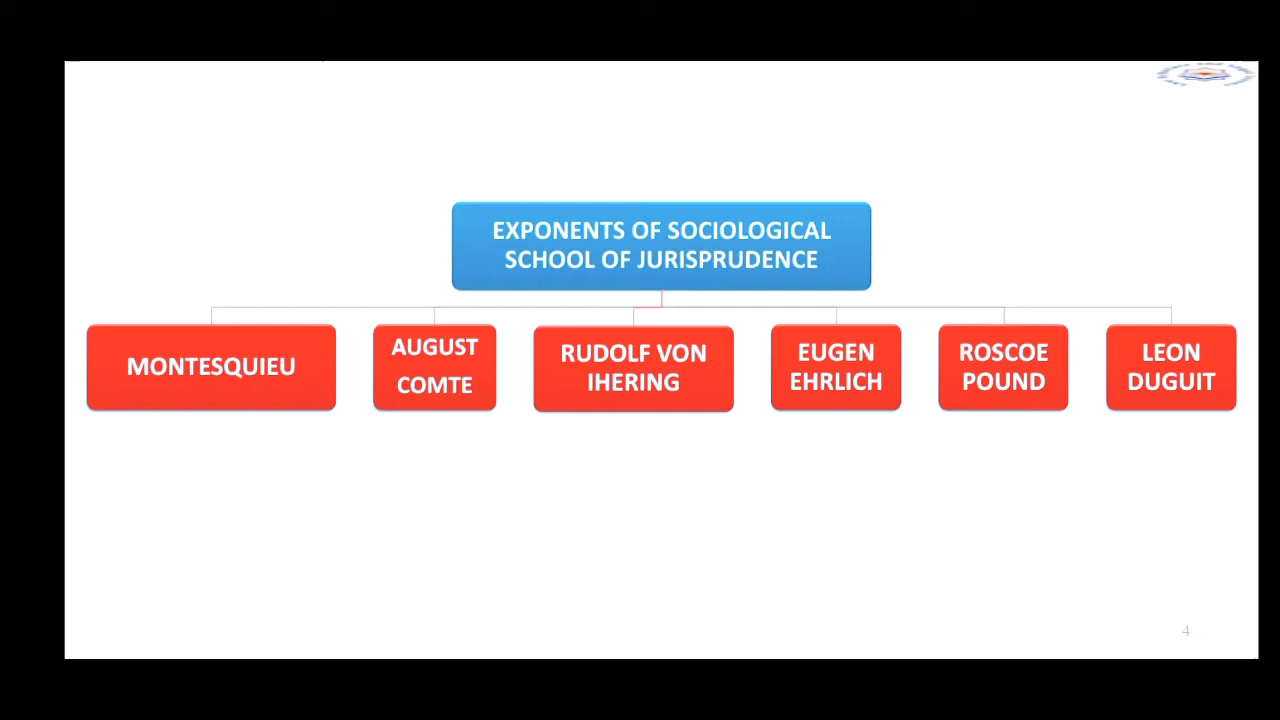 EXPONENTS OF SOCIOLOGICAL
SCHOOL OF JURISPRUDENCE
MONTESQUIEU
AUGUST
COMTE
RUDOLF VON
IHERING
EUGEN
EHRLICH
ROSCOE
POUND
LEON
DUGUIT
4